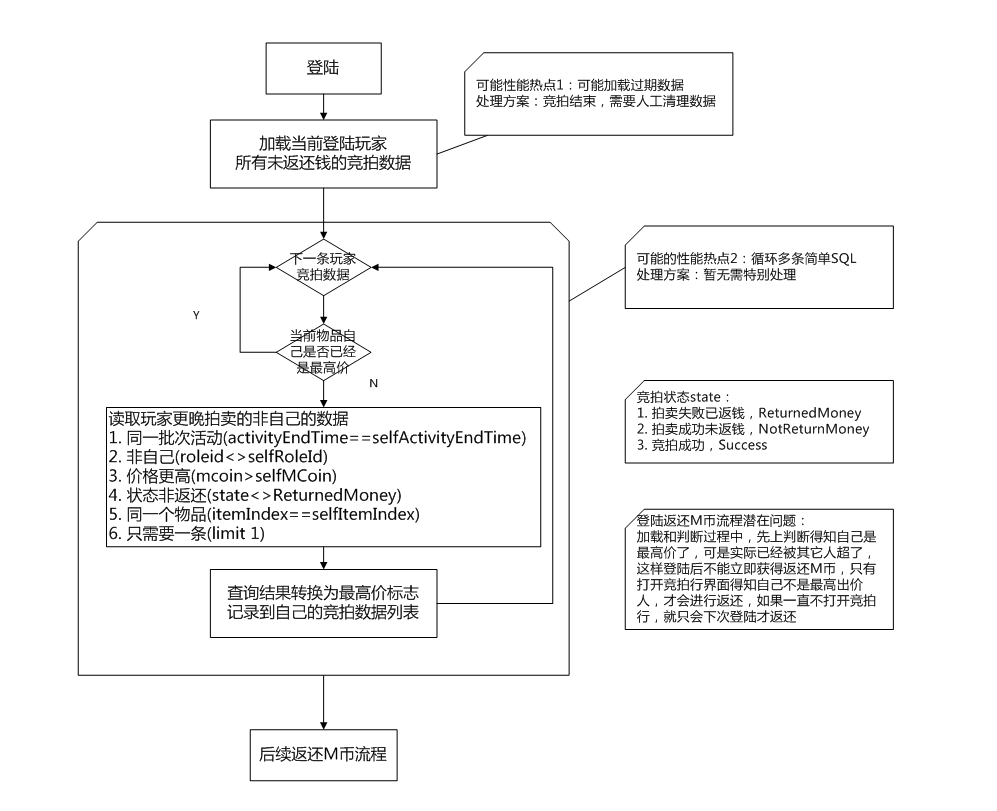 登陆
可能性能热点1：可能加载过期数据
处理方案：竞拍结束，需要人工清理数据
加载当前登陆玩家
所有未返还钱的竞拍数据
下一条玩家
竞拍数据
可能的性能热点2：循环多条简单SQL
处理方案：暂无需特别处理
Y
当前物品自
己是否已经
是最高价
N
竞拍状态state：
1. 拍卖失败已返钱，ReturnedMoney
2. 拍卖成功未返钱，NotReturnMoney
3. 竞拍成功，Success
读取玩家更晚拍卖的非自己的数据
1. 同一批次活动(activityEndTime==selfActivityEndTime)
2. 非自己(roleid<>selfRoleId)
3. 价格更高(mcoin>selfMCoin)
4. 状态非返还(state<>ReturnedMoney)
5. 同一个物品(itemIndex==selfItemIndex)
6. 只需要一条(limit 1)
登陆返还M币流程潜在问题：
加载和判断过程中，先上判断得知自己是
最高价了，可是实际已经被其它人超了，
这样登陆后不能立即获得返还M币，只有
打开竞拍行界面得知自己不是最高出价
人，才会进行返还，如果一直不打开竞拍
行，就只会下次登陆才返还
查询结果转换为最高价标志
记录到自己的竞拍数据列表
后续返还M币流程